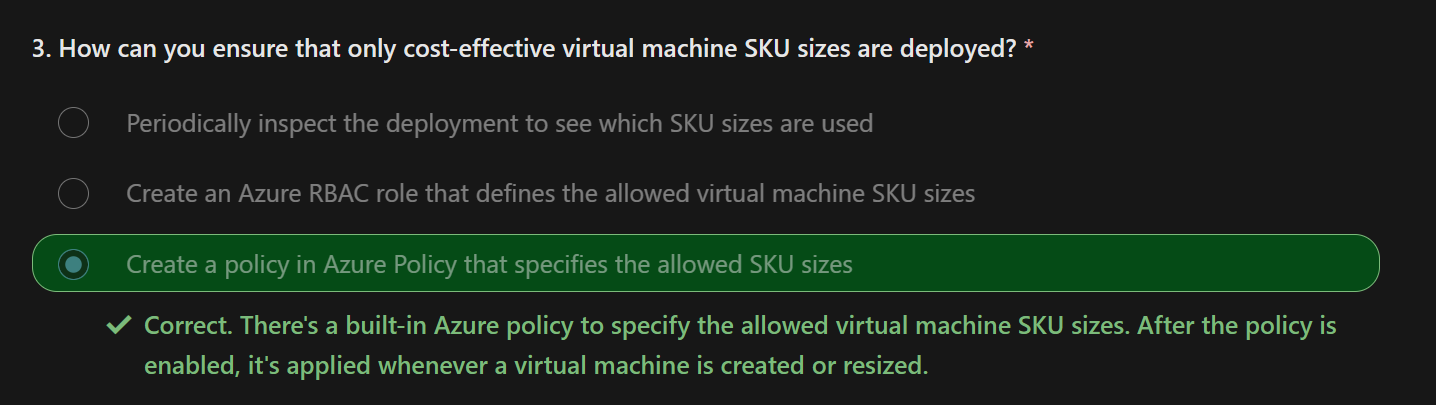 3. How can you ensure that only cost-effective virtual machine SKU sizes are deployed? *
Periodically inspect the deployment to see which SKU sizes are used
Create an Azure RBAC role that defines the allowed virtual machine SKU sizes
Create a policy in Azure Policy that specifies the allowed SKU sizes
Correct. There's a built-in Azure policy to specify the allowed virtual machine SKU sizes. After the policy is
enabled, it's applied whenever a virtual machine is created or resized.